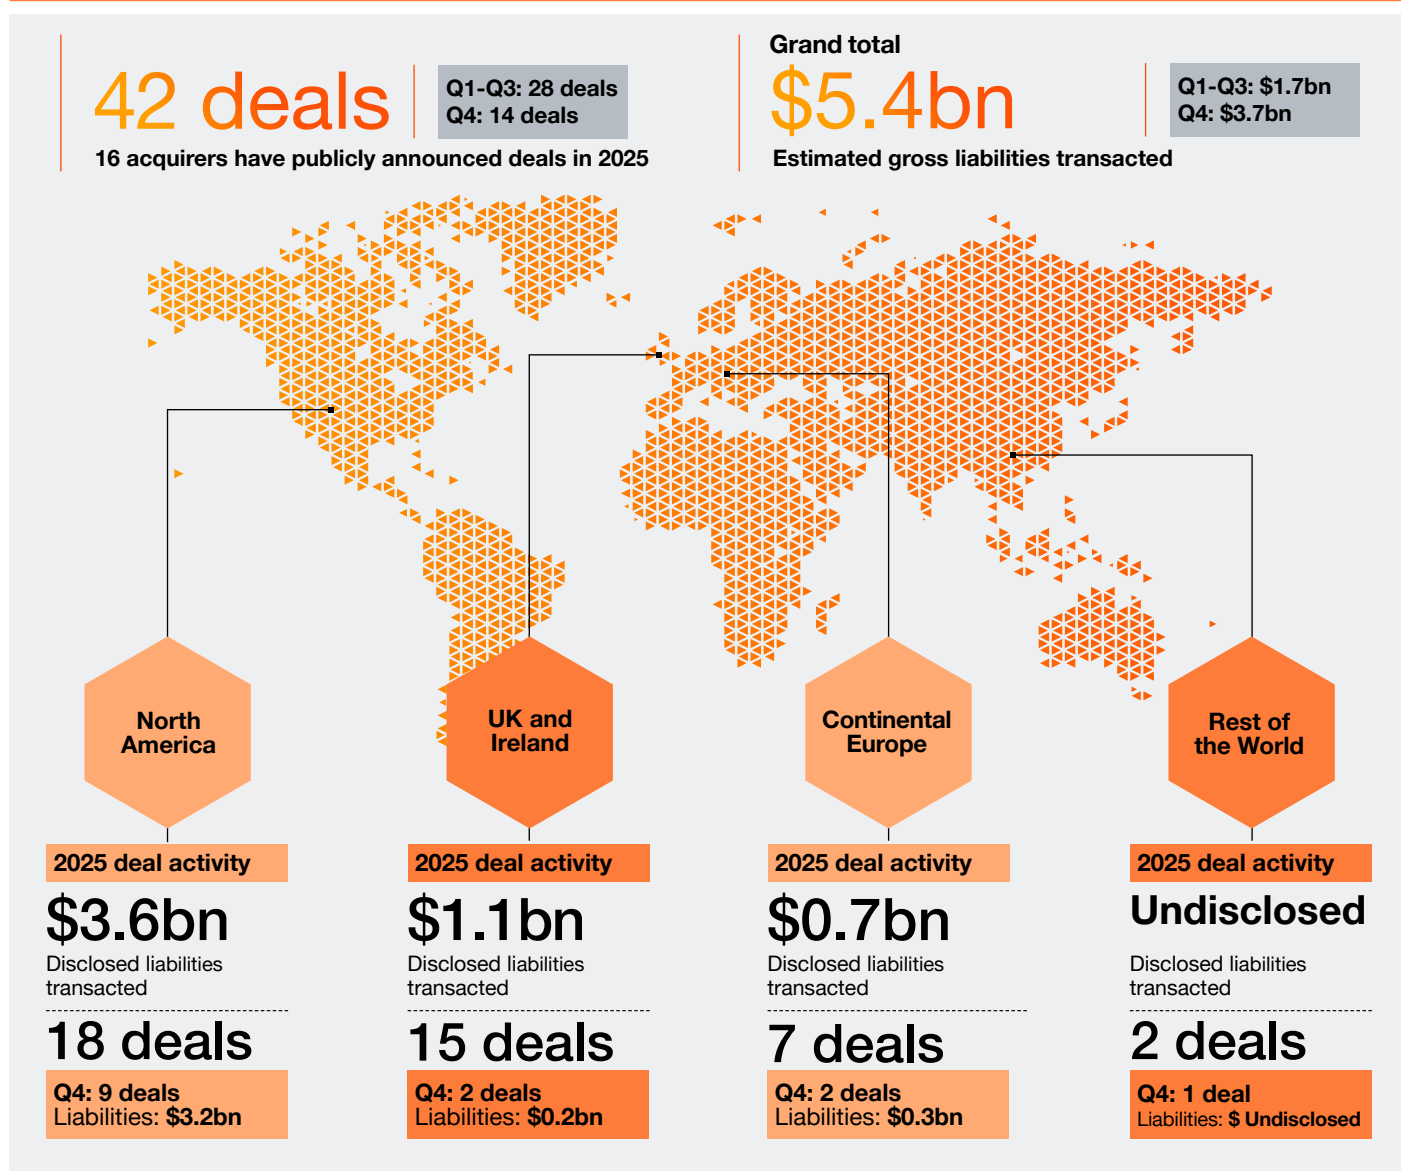 42 deals
Q1-Q3: 28 deals
Q4: 14 deals
16 acquirers have publicly announced deals in 2025
Grand total
$5.4bn
Q1-Q3: $1.7bn
Q4: $3.7bn
Estimated gross liabilities transacted
North
America
UK and
Ireland
Continental
Europe
Rest of
the World
2025 deal activity
$3.6bn
Disclosed liabilities
transacted
18 deals
Q4: 9 deals
Liabilities: $3.2bn
2025 deal activity
$1.1bn
Disclosed liabilities
transacted
15 deals
Q4: 2 deals
Liabilities: $0.2bn
2025 deal activity
$0.7bn
Disclosed liabilities
transacted
7 deals
Q4: 2 deals
Liabilities: $0.3bn
2025 deal activity
Undisclosed
Disclosed liabilities
transacted
2 deals
Q4: 1 deal
Liabilities: $ Undisclosed